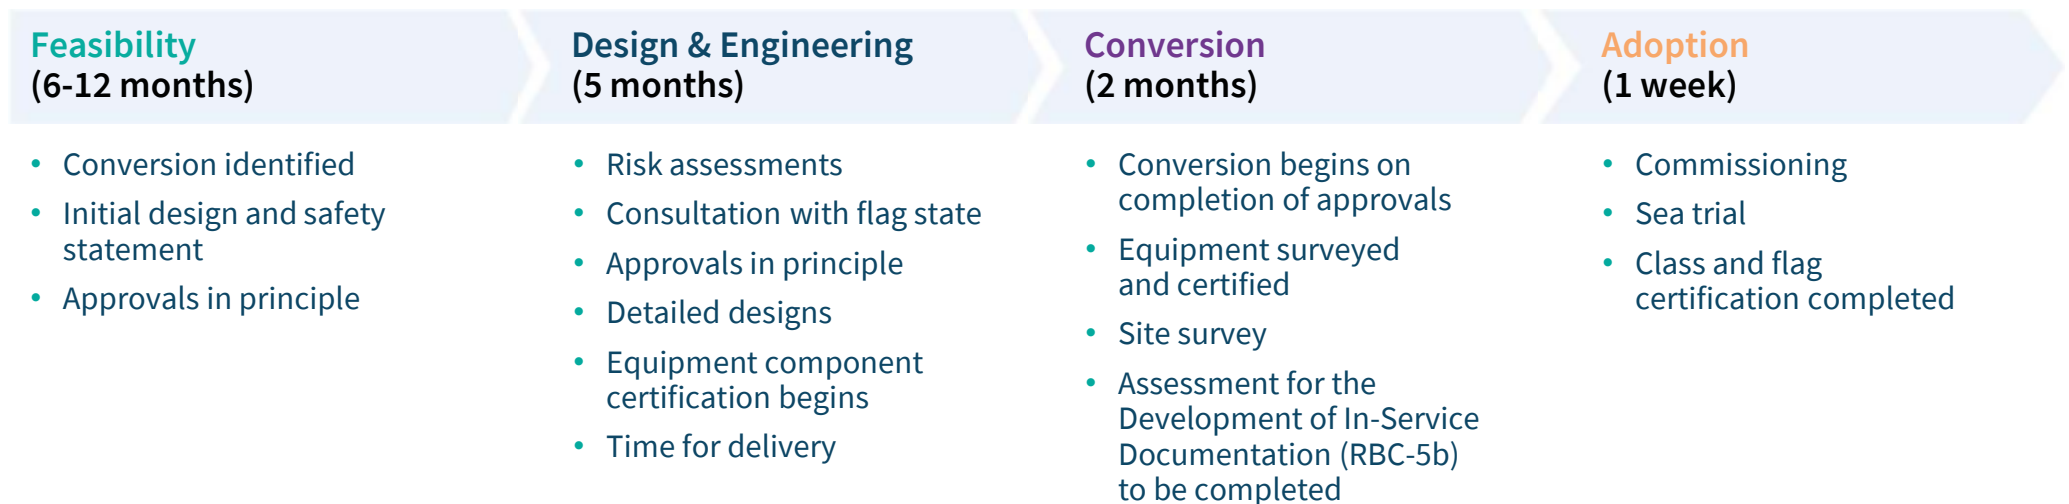 Feasibility
(6-12 months)
• Conversion identified
• Initial design and safety
statement
• Approvals in principle
Design & Engineering
(5 months)
• Risk assessments
• Consultation with flag state
• Approvals in principle
• Detailed designs
• Equipment component
certification begins
• Time for delivery
Conversion
(2 months)
• Conversion begins on
completion of approvals
• Equipment surveyed
and certified
• Site survey
• Assessment for the
Development of In-Service
Documentation (RBC-5b)
to be completed
Adoption
(1 week)
• Commissioning
• Sea trial
• Class and flag
certification completed